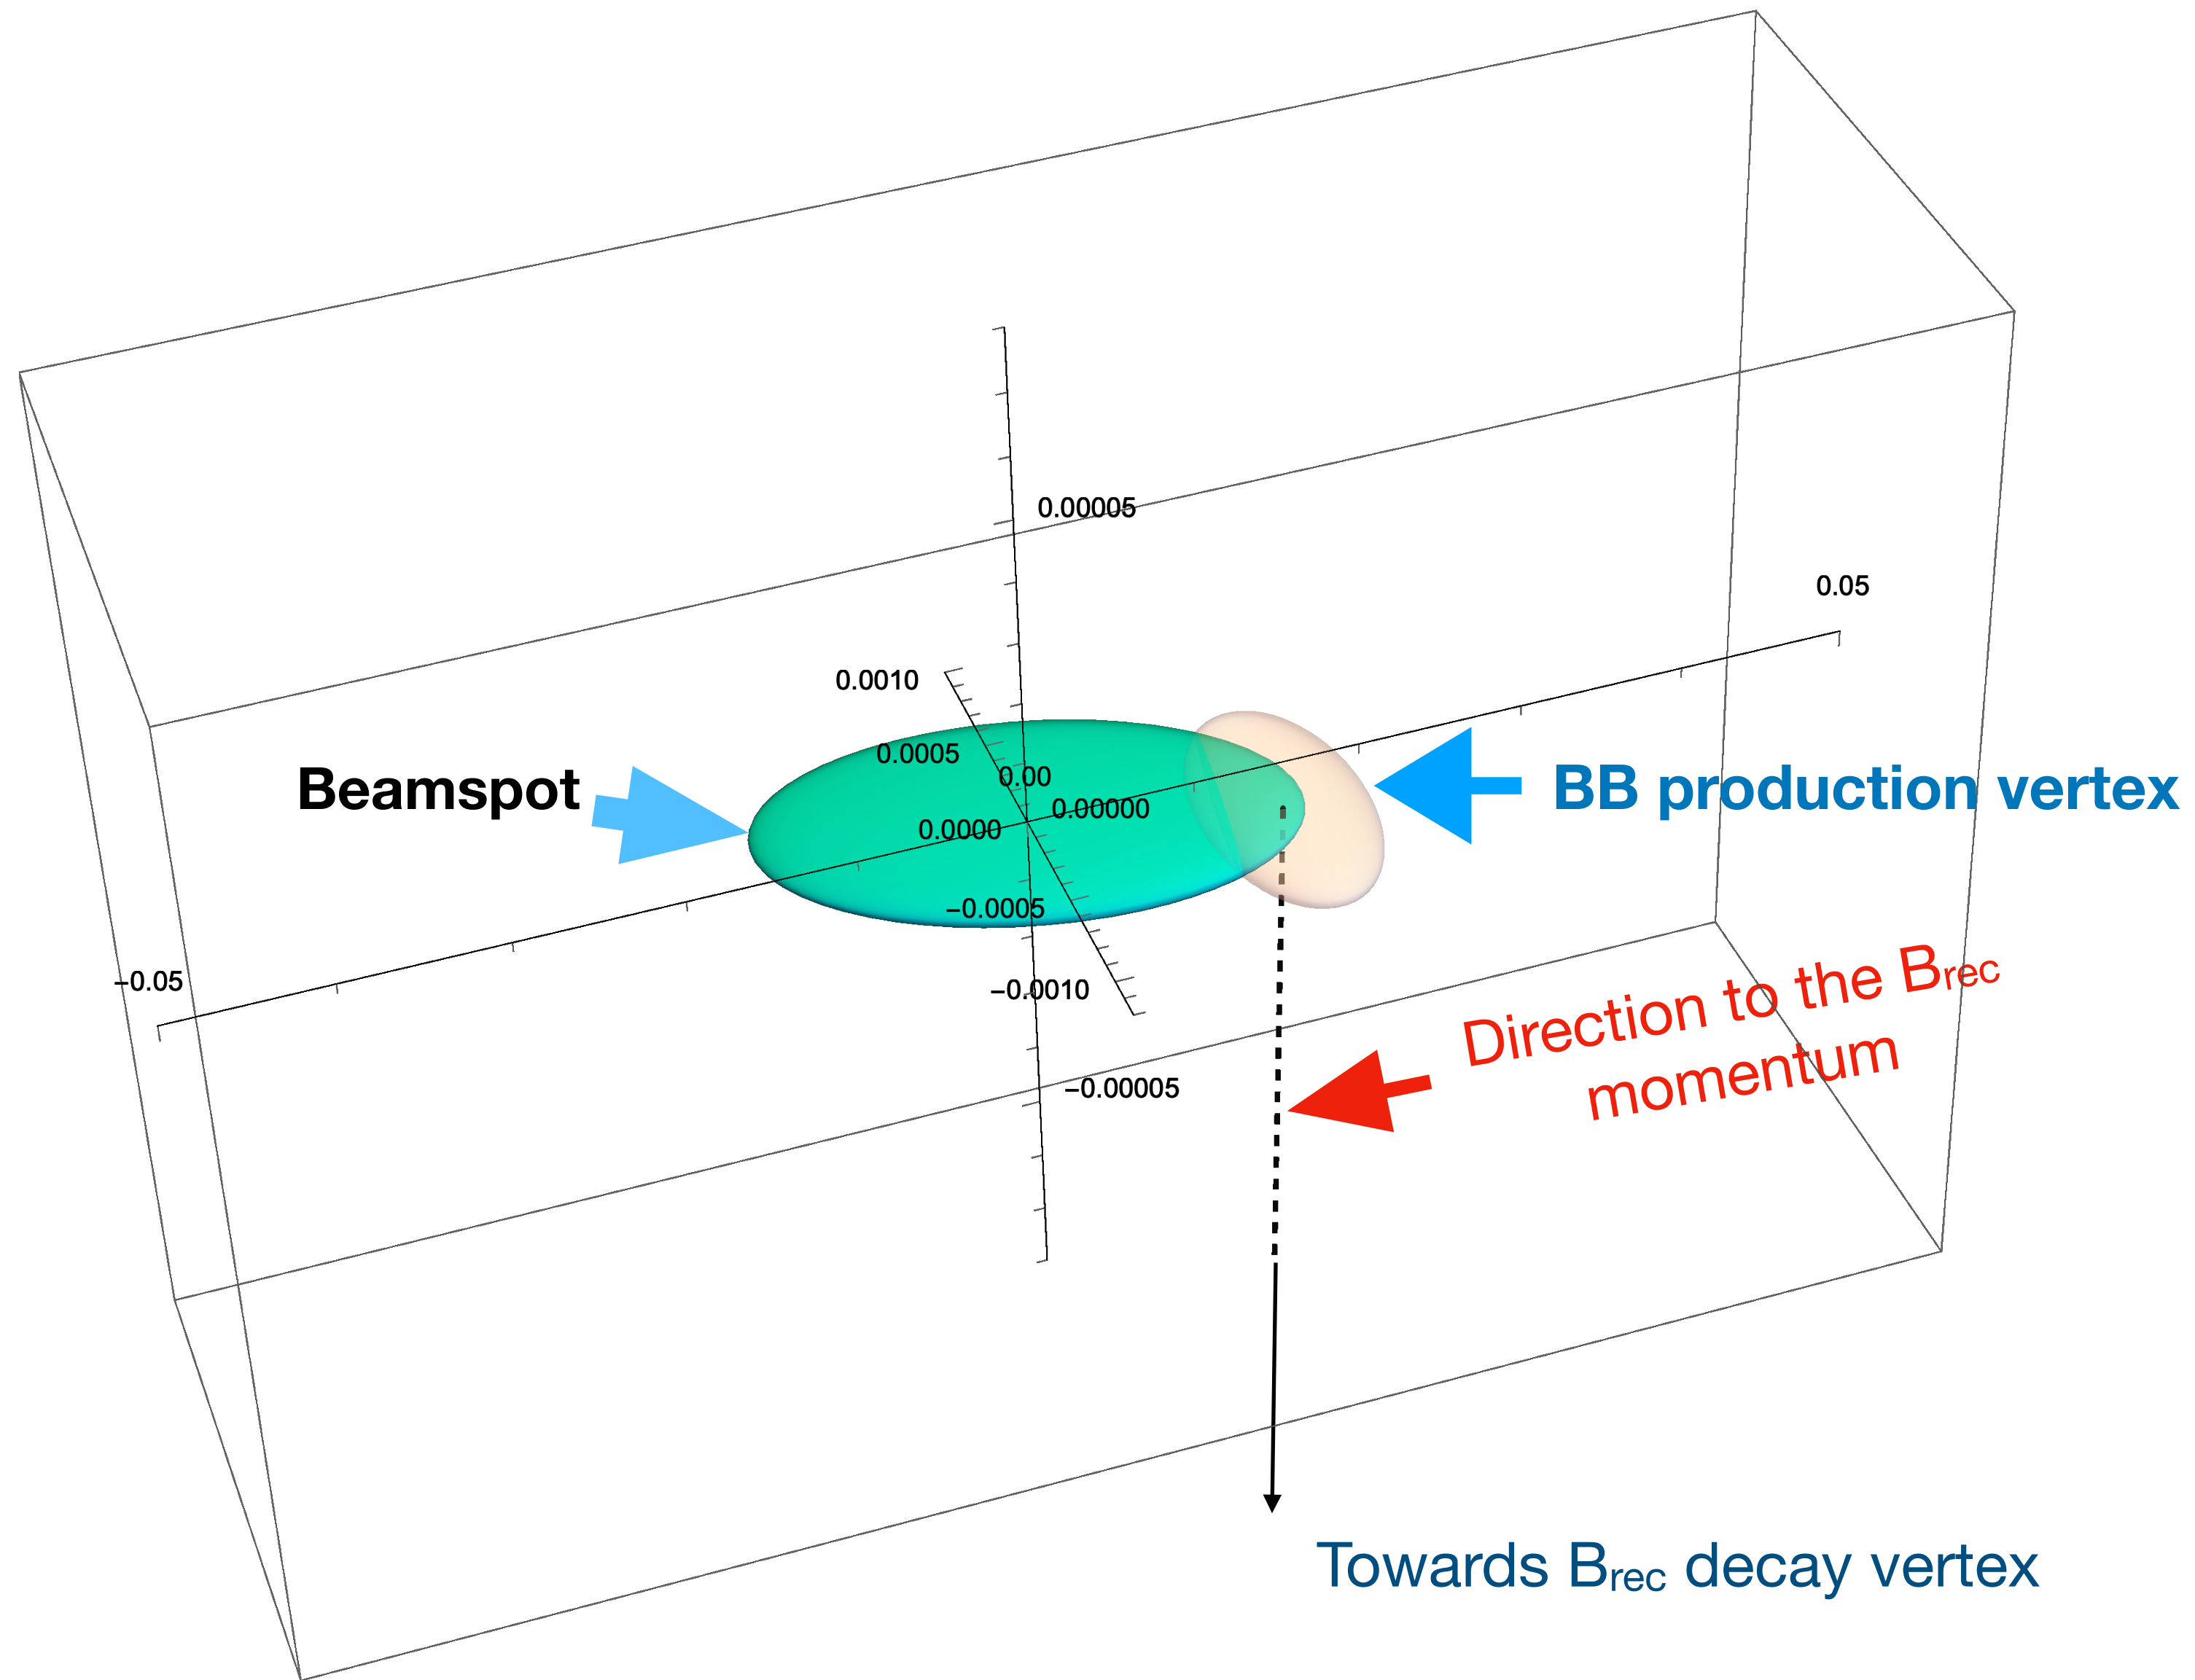 0.00005
0.05
0.0010
0.0005
0.00
Beamspot
BB production vertex
0.00000
0.0000
−0.0005
−0.05
−0.0010
Direction to the Brec
momentum
−0.00005
Towards Brec decay vertex